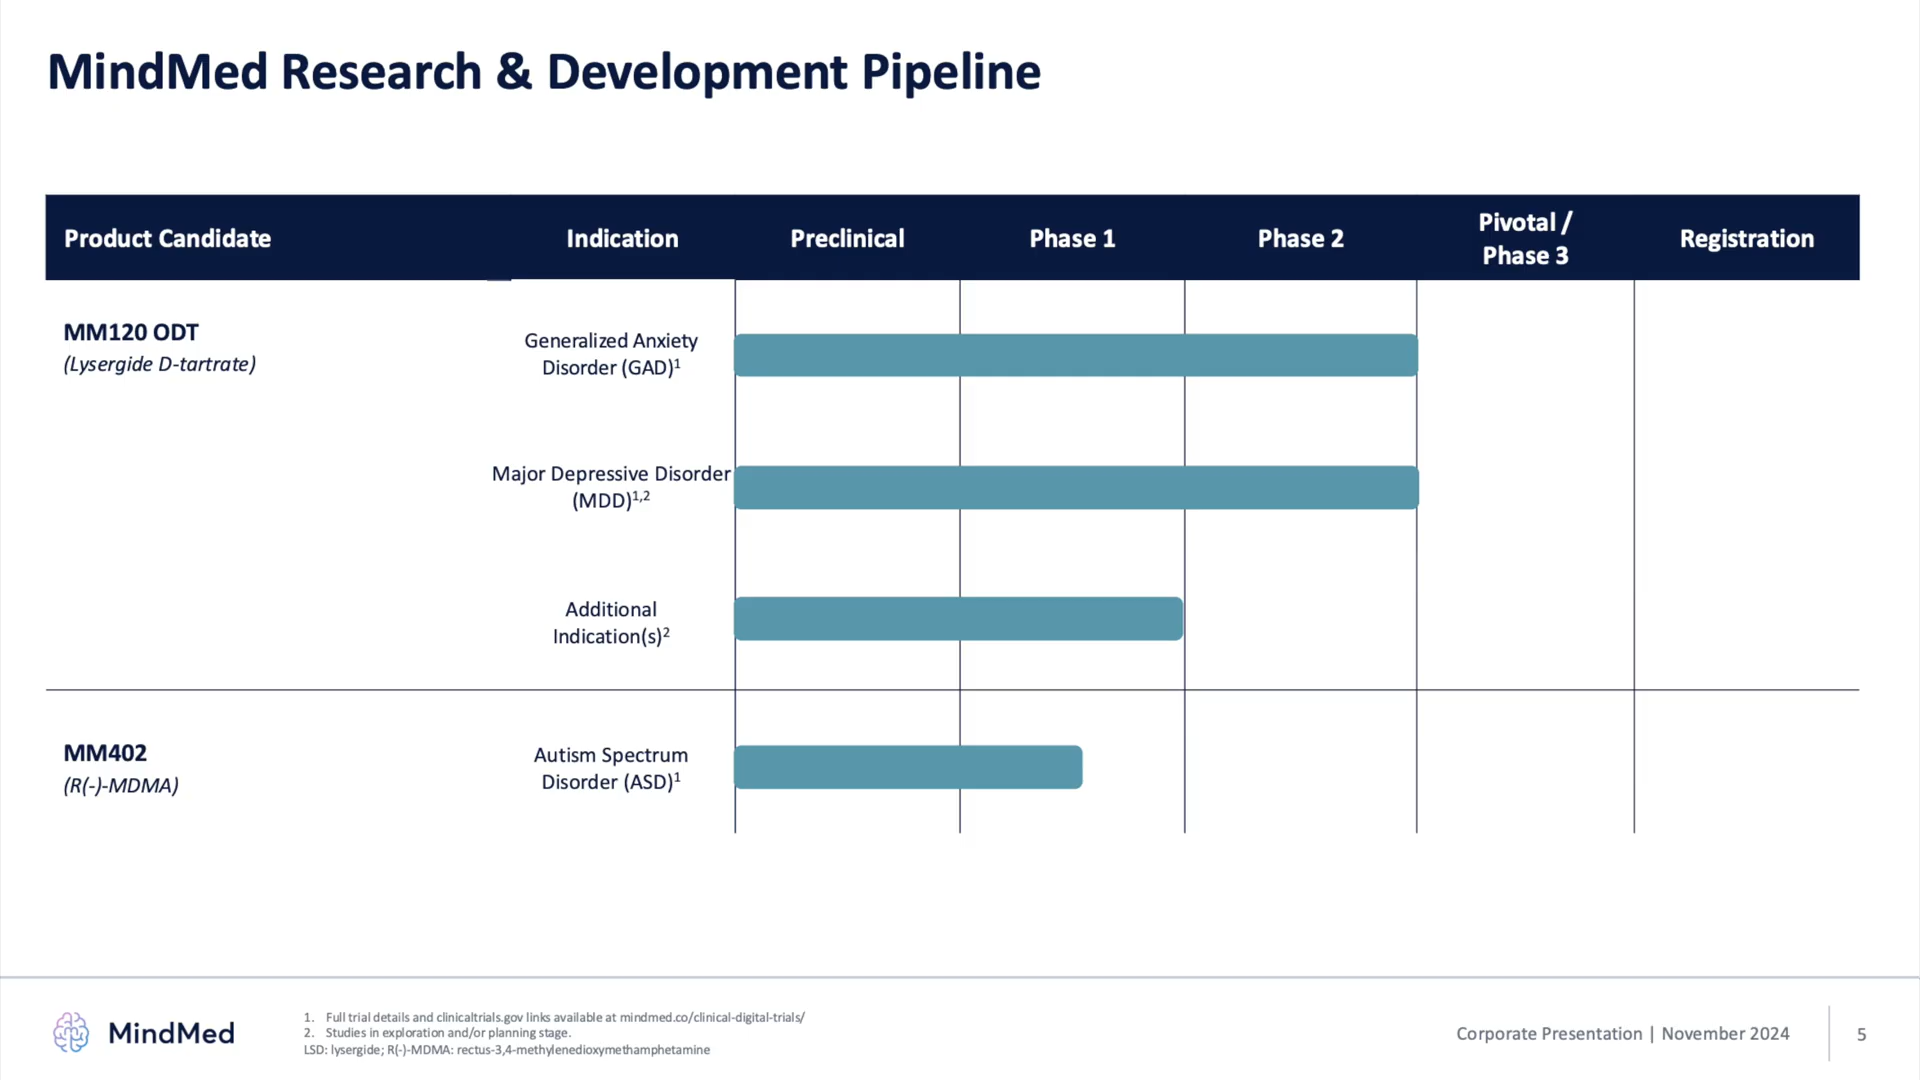 MindMed Research & Development Pipeline
Product Candidate
Indication
Preclinical
Phase 1
Phase 2
Pivotal /
Phase 3
Registration
MM120 ODT
(Lysergide D-tartrate)
Generalized Anxiety
Disorder (GAD)¹
Major Depressive Disorder
(MDD)¹,²
Additional
Indication(s)²
MM402
(R(-)-MDMA)
Autism Spectrum
Disorder (ASD)¹
MindMed
1. Full trial details and clinicaltrials.gov links available at mindmed.co/clinical-digital-trials/
2. Studies in exploration and/or planning stage.
LSD: lysergide; R(-)-MDMA: rectus-3,4-methylenedioxymethamphetamine
Corporate Presentation | November 2024
5